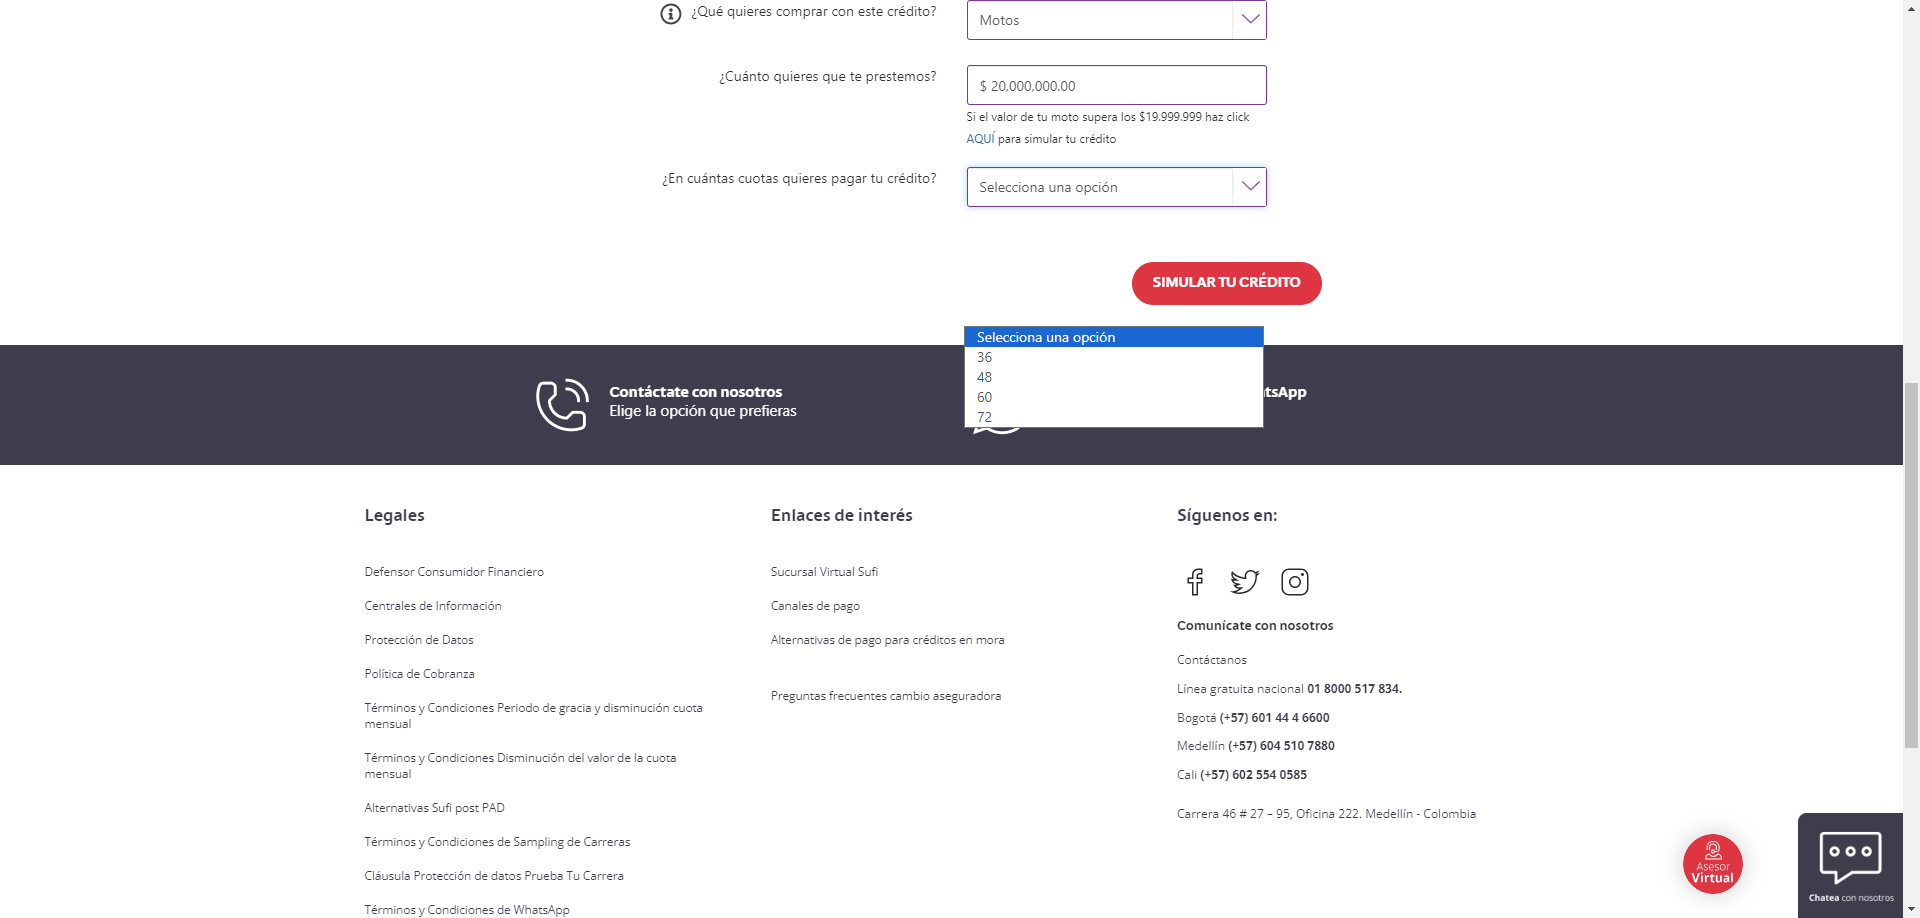 ¿Qué quieres comprar con este crédito?
Motos
¿Cuánto quieres que te prestemos?
$ 20,000,000.00
Si el valor de tu moto supera los $19.999.999 haz click
AQUÍ para simular tu crédito
¿En cuántas cuotas quieres pagar tu crédito?
Selecciona una opción
SIMULAR TU CRÉDITO
Selecciona una opción
36
48
60
72
Contáctate con nosotros
Elige la opción que prefieras
tsApp
Legales
Defensor Consumidor Financiero
Centrales de Información
Protección de Datos
Política de Cobranza
Términos y Condiciones Periodo de gracia y disminución cuota
mensual
Términos y Condiciones Disminución del valor de la cuota
mensual
Alternativas Sufi post PAD
Términos y Condiciones de Sampling de Carreras
Cláusula Protección de datos Prueba Tu Carrera
Términos y Condiciones de WhatsApp
Enlaces de interés
Sucursal Virtual Sufi
Canales de pago
Alternativas de pago para créditos en mora
Preguntas frecuentes cambio aseguradora
Síguenos en:
Comunícate con nosotros
Contáctanos
Línea gratuita nacional 01 8000 517 834.
Bogotá (+57) 601 44 4 6600
Medellín (+57) 604 510 7880
Cali (+57) 602 554 0585
Carrera 46 # 27 – 95, Oficina 222. Medellín - Colombia
Asesor
Virtual
Chatea con nosotros